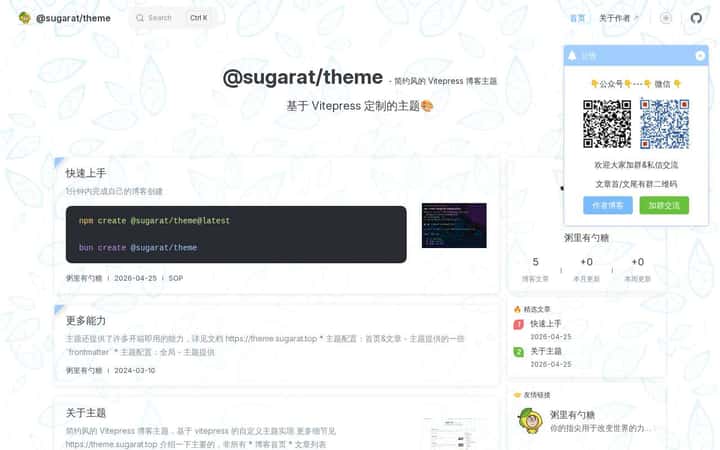 @sugarat/theme
Search
Ctrl K
首页
关于作者
@sugarat/theme - 简约风的 Vitepress 博客主题
基于 Vitepress 定制的主题🎨
公告
👇公众号👇---👇 微信 👇
欢迎大家加群&私信交流
文章首/文尾有群二维码
作者博客
加群交流
快速上手
1分钟内完成自己的博客创建
npm create @sugarat/theme@latest
bun create @sugarat/theme
粥里有勺糖
2026-04-25
SOP
更多能力
主题还提供了许多开箱即用的能力，详见文档 https://theme.sugarat.top * 主题配置：首页&文章 - 主题提供的一些
`frontmatter` * 主题配置：全局 - 主题提供
粥里有勺糖
2024-03-10
关于主题
简约风的 Vitepress 博客主题，基于 vitepress 的自定义主题实现 更多细节见
https://theme.sugarat.top 介绍一下主要的，非所有 * 博客首页 * 文章列表
粥里有勺糖
5
+0
+0
博客文章
本月更新
本周更新
🔥 精选文章
1
快速上手
2026-04-25
2
关于主题
2026-04-25
🤝 友情链接
粥里有勺糖
你的指尖用于改变世界的力...